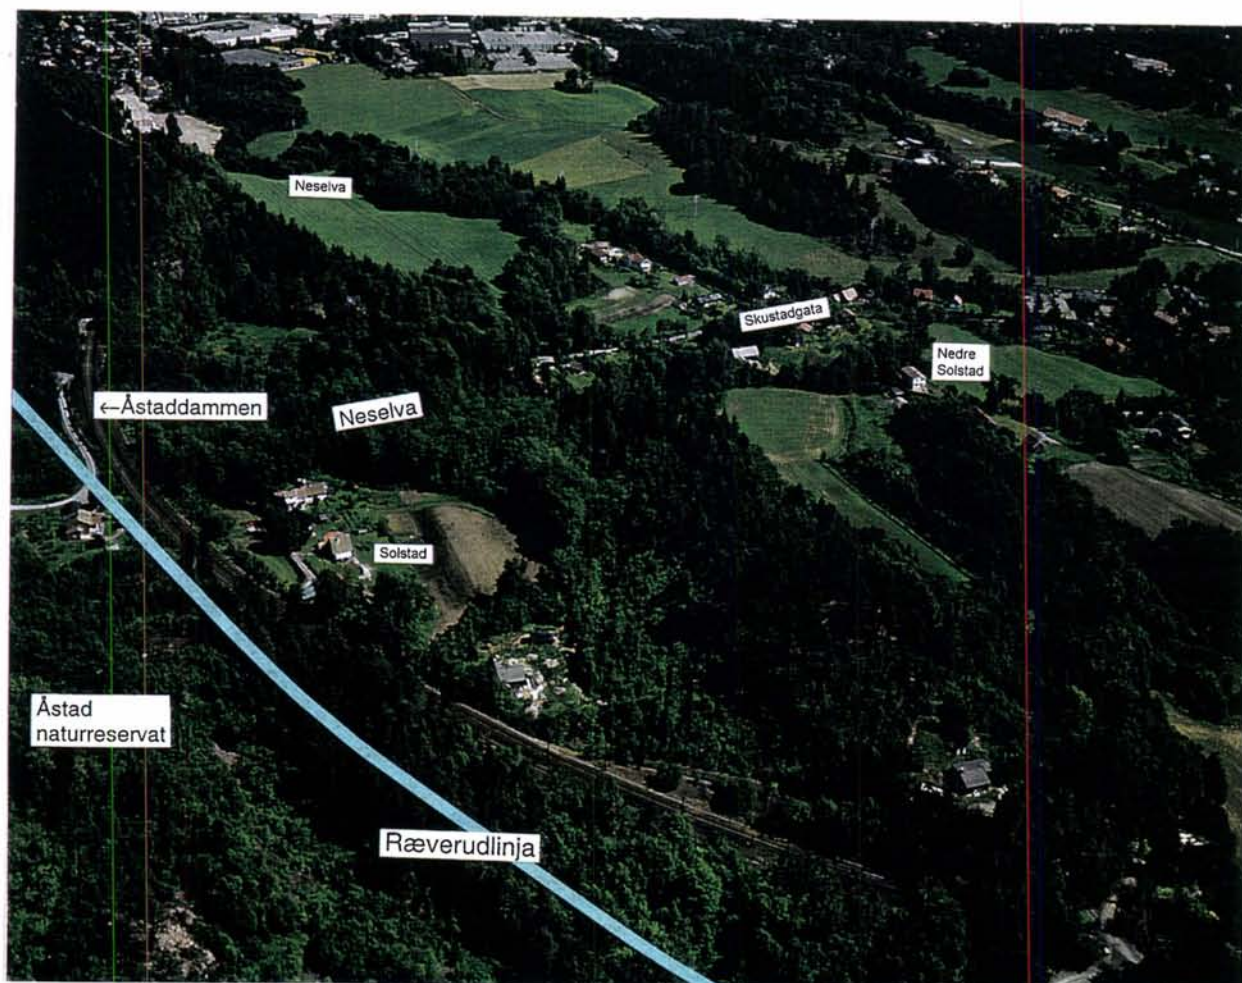 Neselva
Skustadgata
Nedre
Solstad
←Åstaddammen
Neselva
Solstad
Åstad
naturreservat
Ræverudlinja